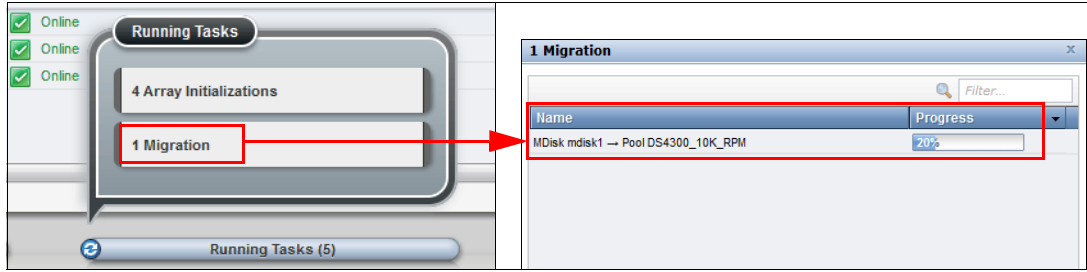 Online
Online
Online
Running Tasks
4 Array Initializations
1 Migration
Running Tasks (5)
1 Migration
x
Filter...
Name Progress
MDisk mdisk1 → Pool DS4300_10K_RPM 20%